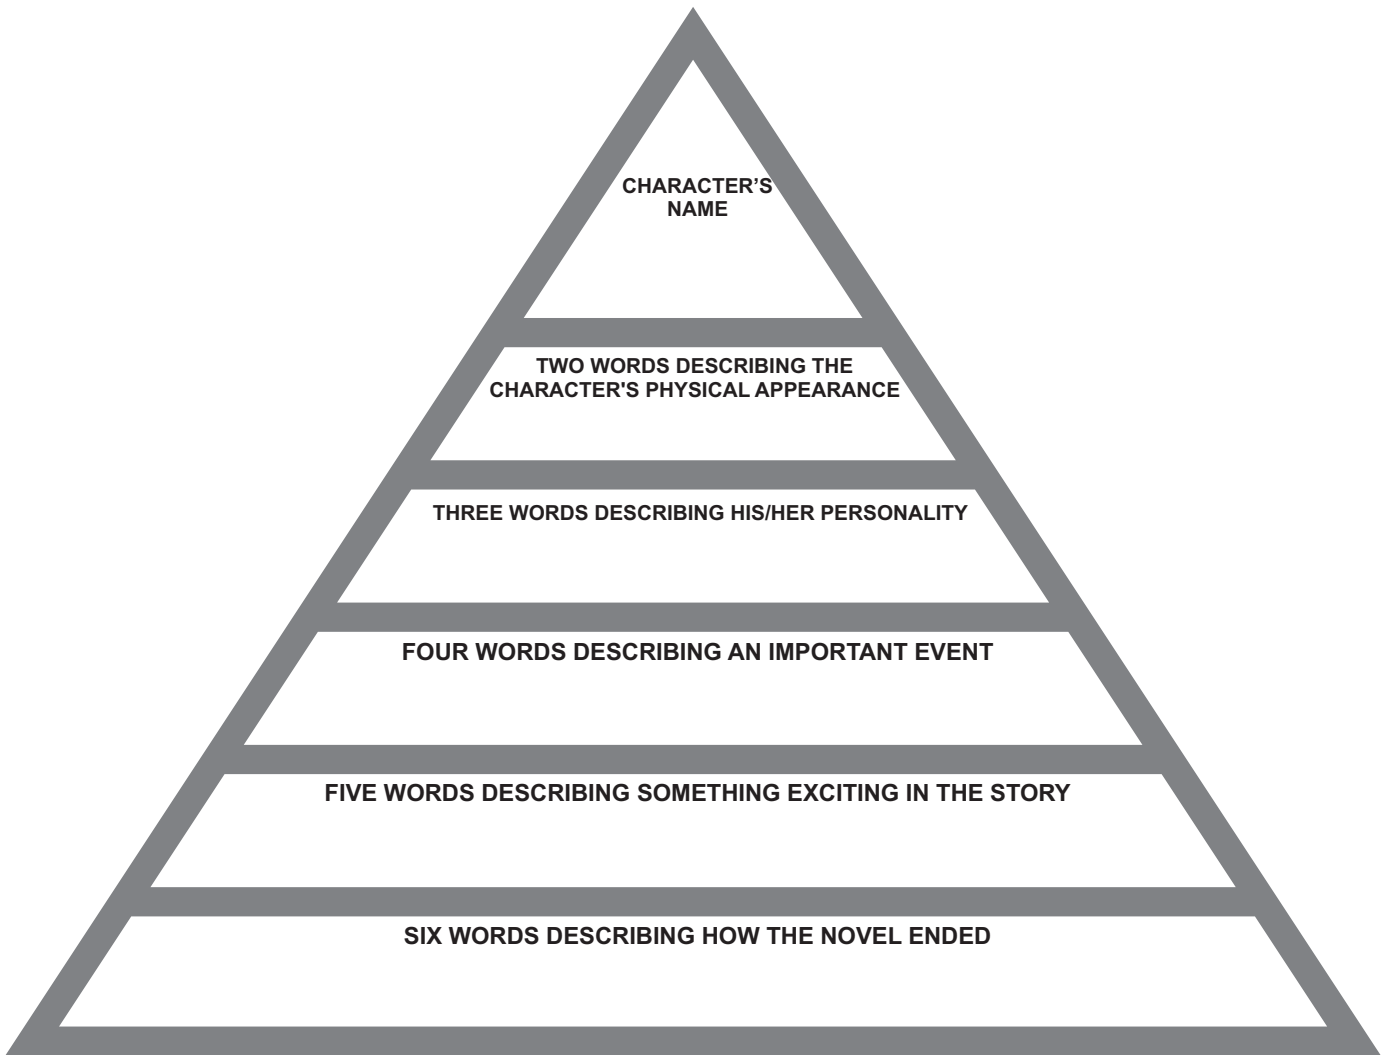 CHARACTER’S
NAME
TWO WORDS DESCRIBING THE
CHARACTER'S PHYSICAL APPEARANCE
THREE WORDS DESCRIBING HIS/HER PERSONALITY
FOUR WORDS DESCRIBING AN IMPORTANT EVENT
FIVE WORDS DESCRIBING SOMETHING EXCITING IN THE STORY
SIX WORDS DESCRIBING HOW THE NOVEL ENDED